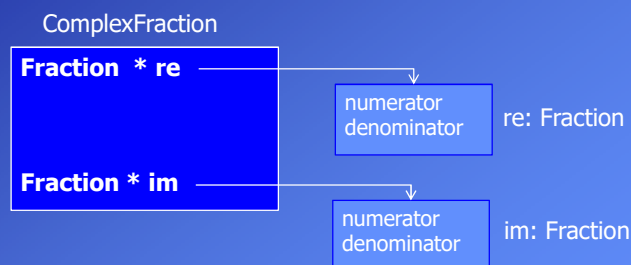 ComplexFraction
Fraction * re
numerator
denominator
re: Fraction
Fraction * im
numerator
denominator
im: Fraction